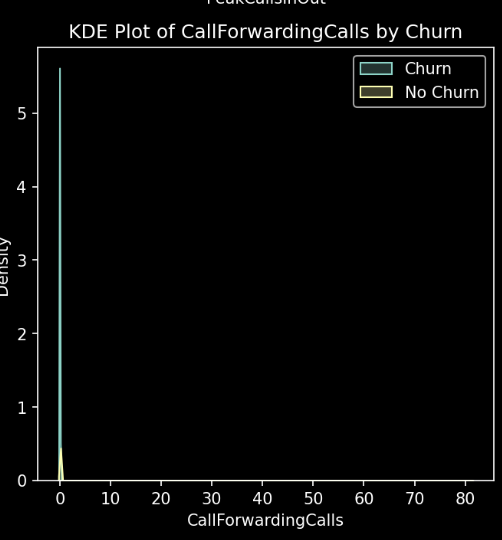 PeakCallsInOut
KDE Plot of CallForwardingCalls by Churn
Churn
No Churn
5
4
3
2
1
0
Density
0 10 20 30 40 50 60 70 80
CallForwardingCalls